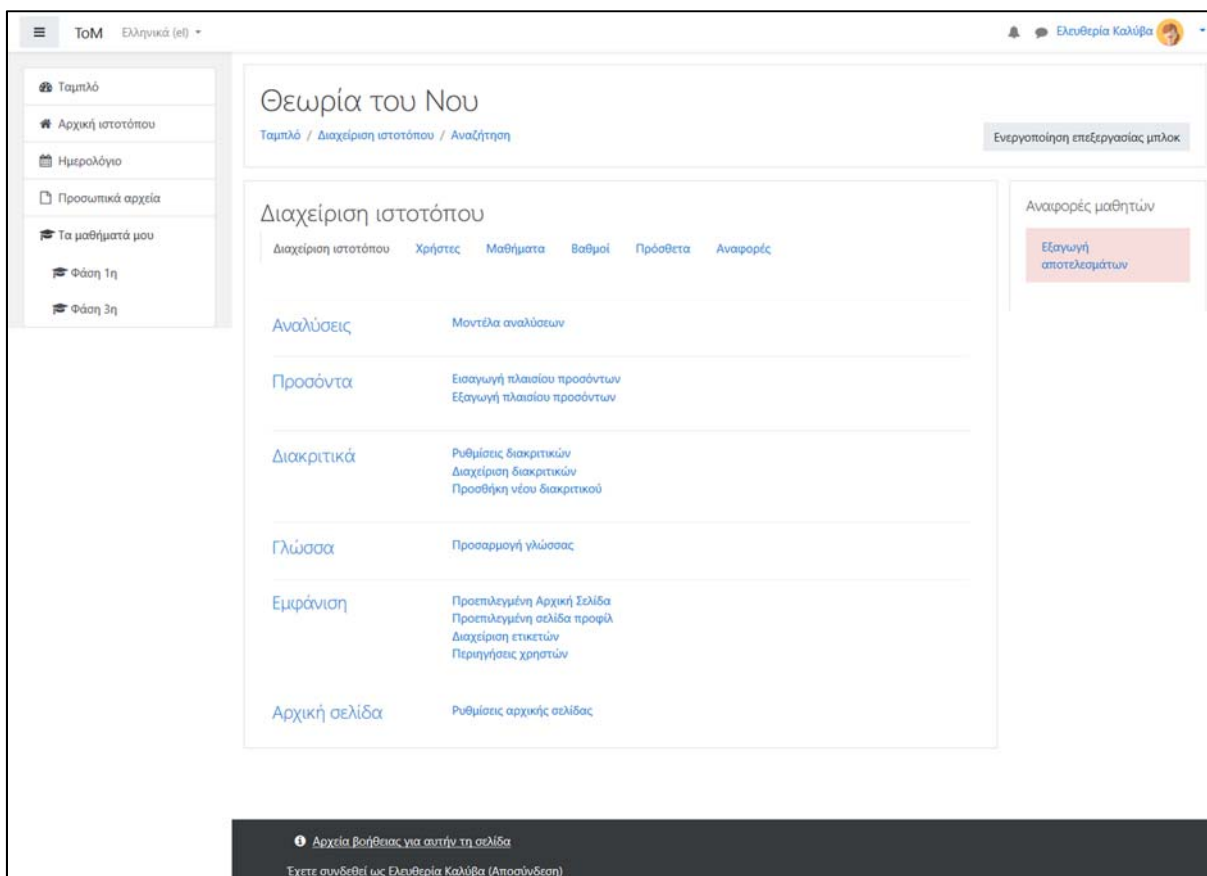 ToM Ελληνικά (el)
Ελευθερία Καλύβα
Ταμπλό
Αρχική ιστοτόπου
Ημερολόγιο
Προσωπικά αρχεία
Τα μαθήματά μου
Φάση 1η
Φάση 3η
Θεωρία του Νου
Ταμπλό / Διαχείριση ιστοτόπου / Αναζήτηση
Ενεργοποίηση επεξεργασίας μπλοκ
Διαχείριση ιστοτόπου
Διαχείριση ιστοτόπου Χρήστες Μαθήματα Βαθμοί Πρόσθετα Αναφορές
Αναλύσεις
Μοντέλα αναλύσεων
Προσόντα
Εισαγωγή πλαισίου προσόντων
Εξαγωγή πλαισίου προσόντων
Διακριτικά
Ρυθμίσεις διακριτικών
Διαχείριση διακριτικών
Προσθήκη νέου διακριτικού
Γλώσσα
Προσαρμογή γλώσσας
Εμφάνιση
Προεπιλεγμένη Αρχική Σελίδα
Προεπιλεγμένη σελίδα προφίλ
Διαχείριση ετικετών
Περιηγήσεις χρηστών
Αρχική σελίδα
Ρυθμίσεις αρχικής σελίδας
Αναφορές μαθητών
Εξαγωγή
αποτελεσμάτων
Αρχεία βοήθειας για αυτήν τη σελίδα
Έχετε συνδεθεί ως Ελευθερία Καλύβα (Αποσύνδεση)